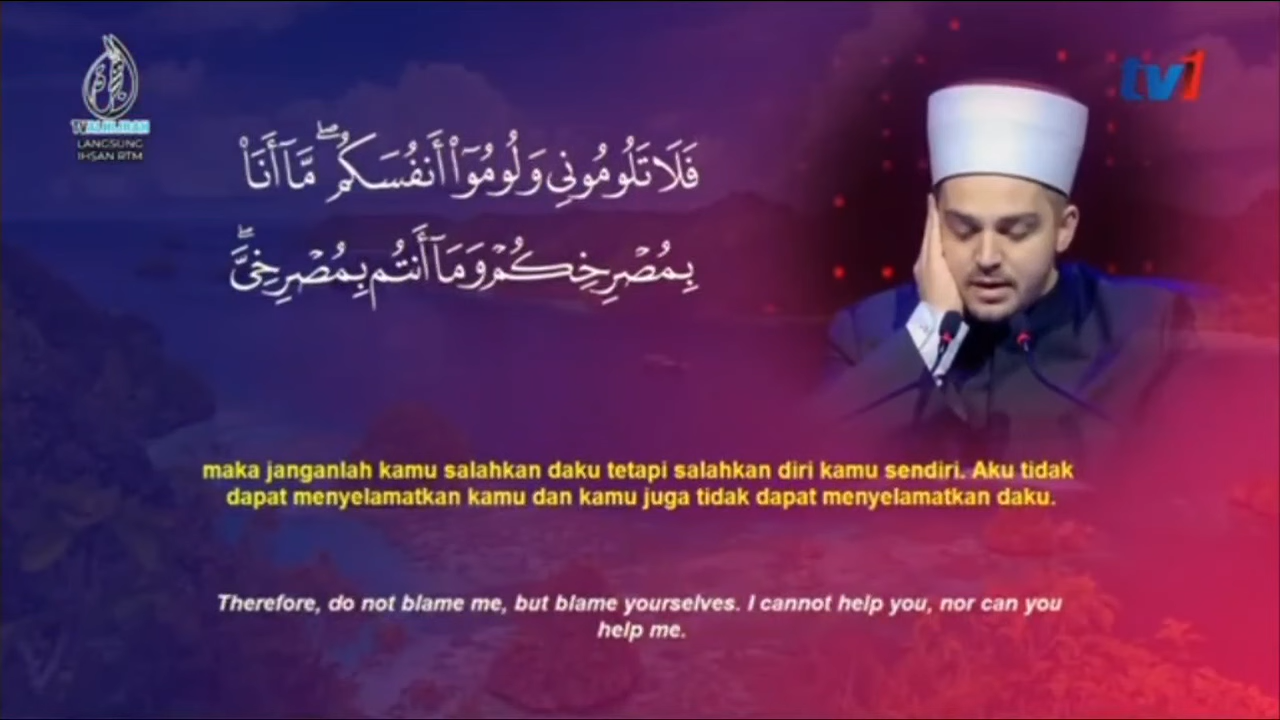 TVALHIJRAH
LANGSUNG
IHSAN RTM
tv1
فَلَا تَلُومُونِي وَلُومُوٓا۟ أَنفُسَكُمۖ مَّآ أَنَا۠
بِمُصْرِخِكُمْ وَمَآ أَنتُم بِمُصْرِخِىَّۖ
maka janganlah kamu salahkan daku tetapi salahkan diri kamu sendiri. Aku tidak
dapat menyelamatkan kamu dan kamu juga tidak dapat menyelamatkan daku.
Therefore, do not blame me, but blame yourselves. I cannot help you, nor can you
help me.